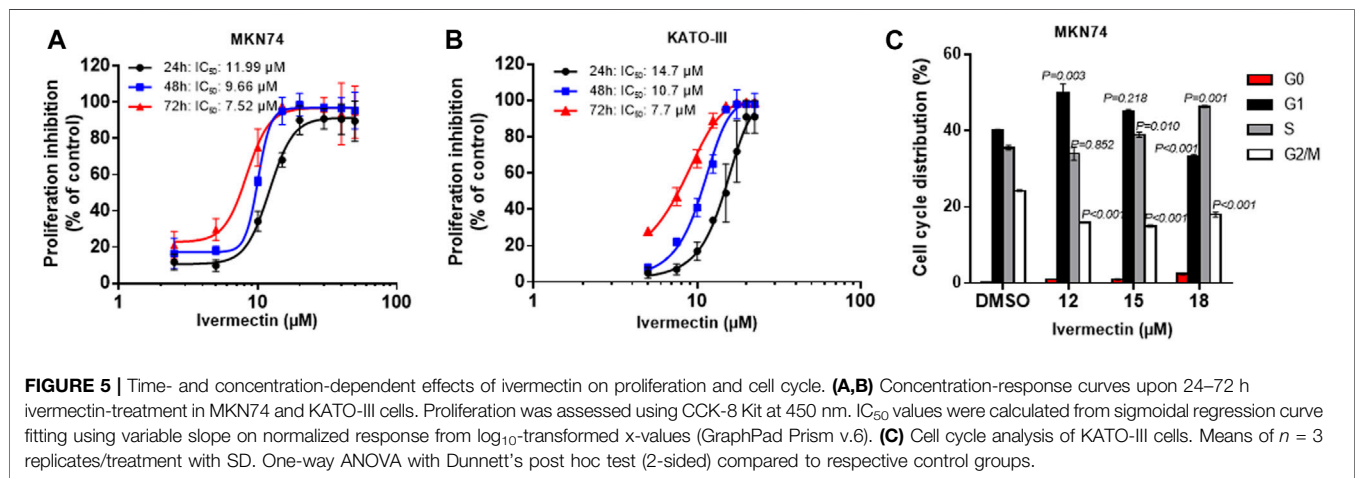 A
MKN74
24h: IC50: 11.99 µM
48h: IC50: 9.66 µM
72h: IC50: 7.52 µM
Proliferation inhibition
(% of control)
120
100
80
60
40
20
0
1
10
100
Ivermectin (µM)
B
KATO-III
24h: IC50: 14.7 µM
48h: IC50: 10.7 µM
72h: IC50: 7.7 µM
Proliferation inhibition
(% of control)
120
100
80
60
40
20
0
1
10
100
Ivermectin (µM)
C
MKN74
Cell cycle distribution (%)
60
40
20
0
P=0.003
P=0.852
P<0.001
P=0.218
P=0.010
P<0.001
P<0.001
P=0.001
P<0.001
G0
G1
S
G2/M
DMSO
12
15
18
Ivermectin (µM)
FIGURE 5 | Time- and concentration-dependent effects of ivermectin on proliferation and cell cycle. (A,B) Concentration-response curves upon 24–72 h
ivermectin-treatment in MKN74 and KATO-III cells. Proliferation was assessed using CCK-8 Kit at 450 nm. IC50 values were calculated from sigmoidal regression curve
fitting using variable slope on normalized response from log10-transformed x-values (GraphPad Prism v.6). (C) Cell cycle analysis of KATO-III cells. Means of n = 3
replicates/treatment with SD. One-way ANOVA with Dunnett's post hoc test (2-sided) compared to respective control groups.